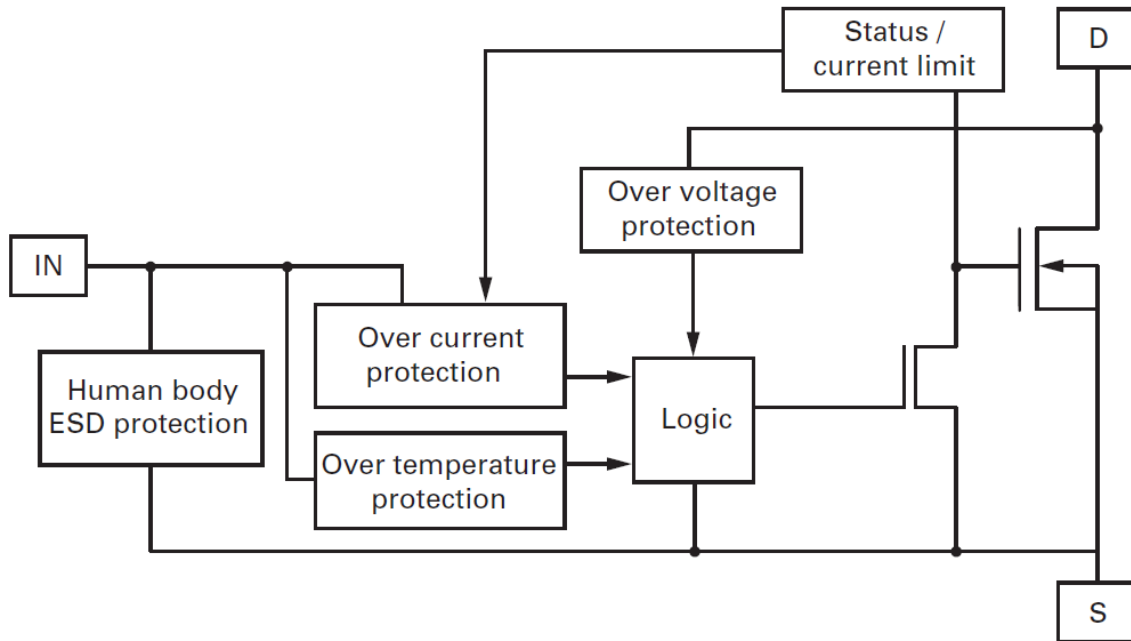 Status /
current limit
D
Over voltage
protection
IN
Over current
protection
Human body
ESD protection
Logic
Over temperature
protection
S